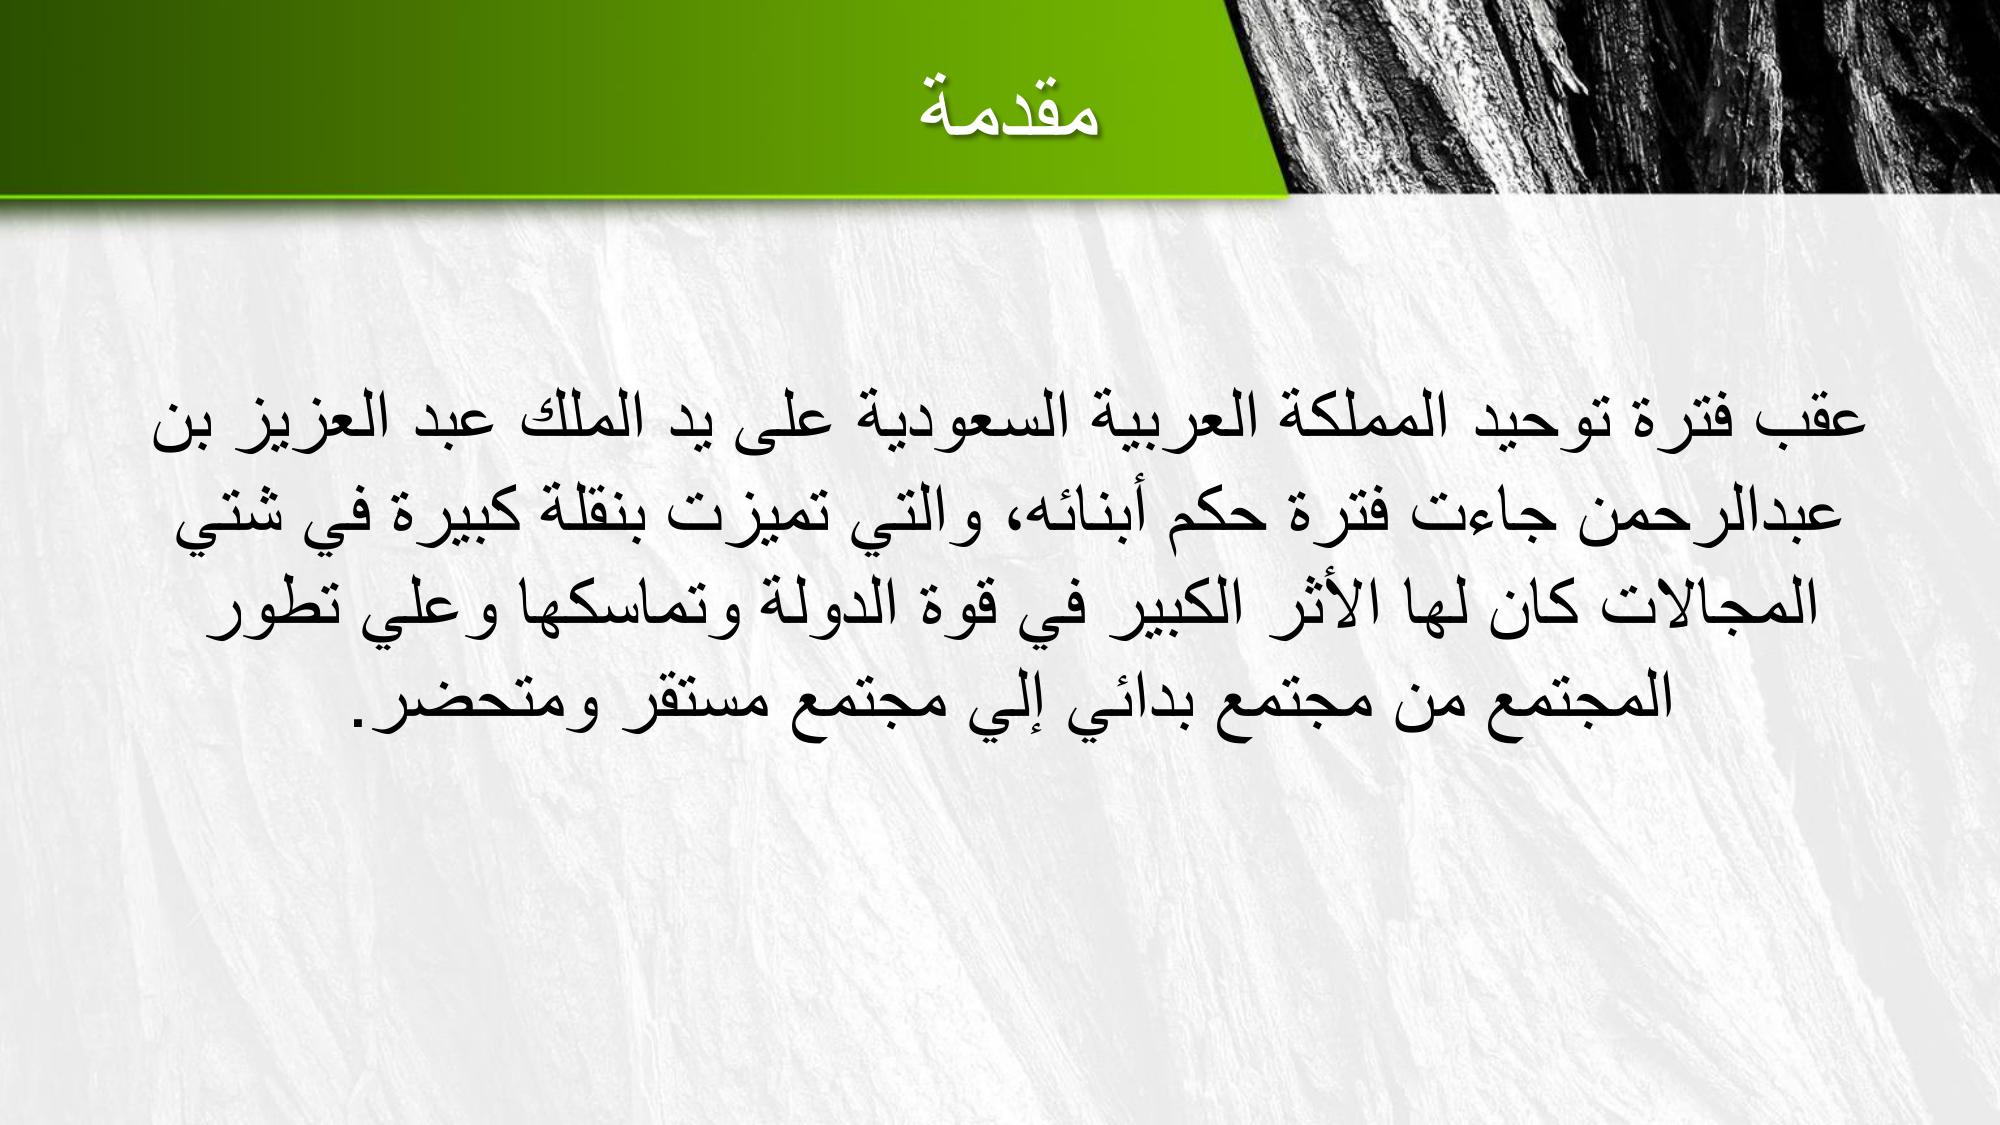 مقدمة
عقب فترة توحيد المملكة العربية السعودية على يد الملك عبد العزيز بن
عبدالرحمن جاءت فترة حكم أبنائه، والتي تميزت بنقلة كبيرة في شتي
المجالات كان لها الأثر الكبير في قوة الدولة وتماسكها وعلي تطور
المجتمع من مجتمع بدائي إلي مجتمع مستقر ومتحضر.